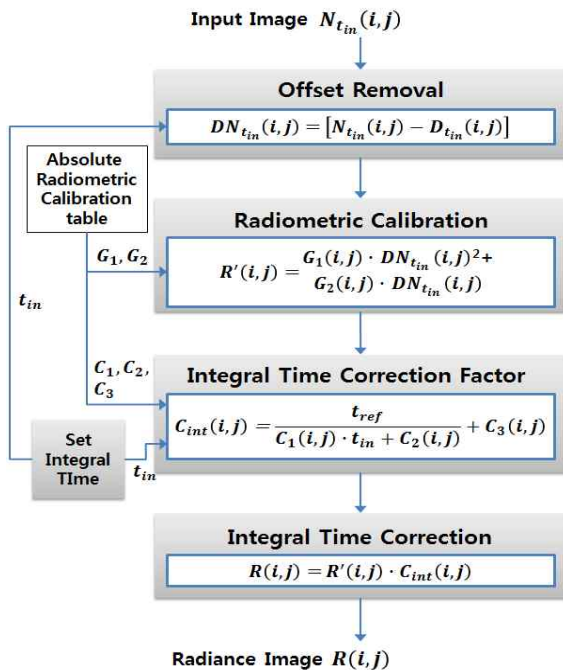 Input Image N_{t_{in}}(i,j)
Offset Removal
DN_{t_{in}}(i,j) = [N_{t_{in}}(i,j) − D_{t_{in}}(i,j)]
Absolute
Radiometric
Calibration
table
Radiometric Calibration
G_1, G_2
R'(i,j) = G_1(i,j) · DN_{t_{in}}(i,j)^2 +
G_2(i,j) · DN_{t_{in}}(i,j)
t_{in}
C_1, C_2,
C_3
Integral Time Correction Factor
C_{int}(i,j) = t_{ref} / (C_1(i,j) · t_{in} + C_2(i,j)) + C_3(i,j)
Set
Integral
TIme
t_{in}
Integral Time Correction
R(i,j) = R'(i,j) · C_{int}(i,j)
Radiance Image R(i,j)